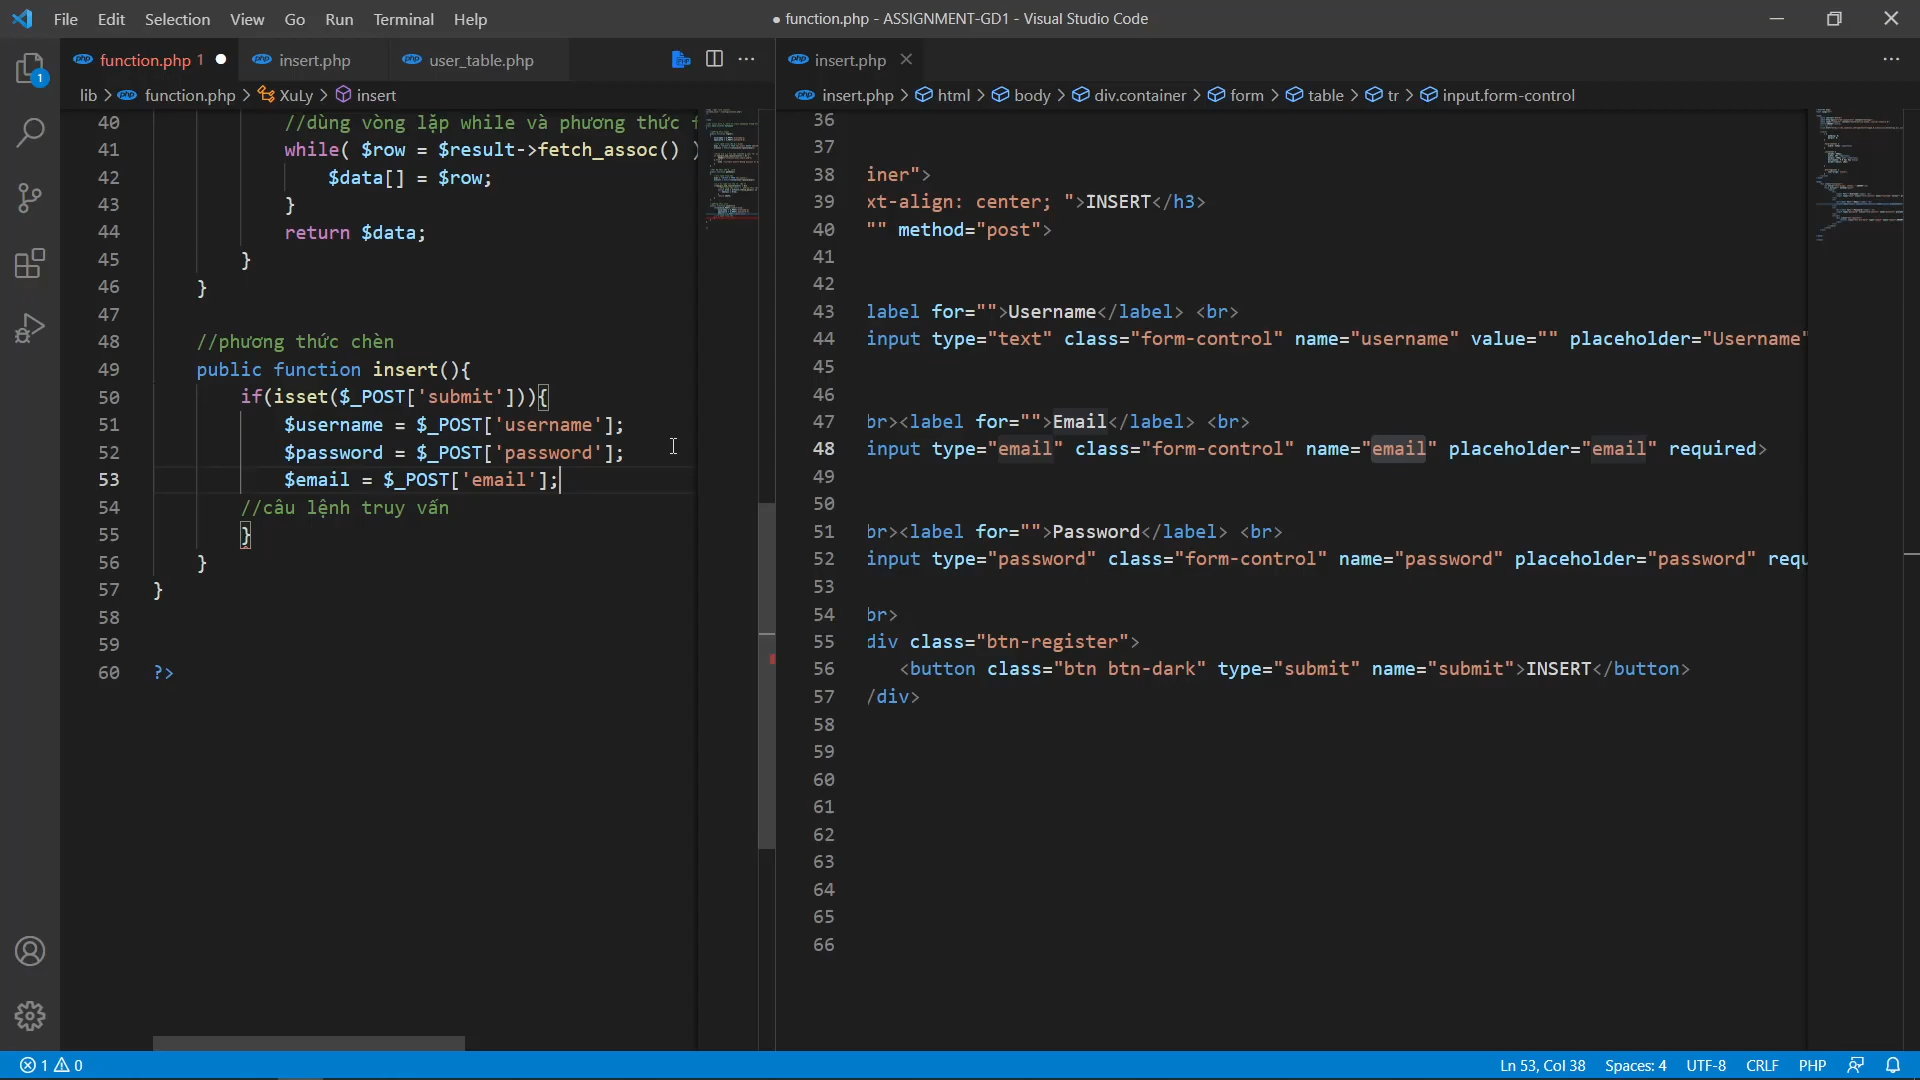 File Edit Selection View Go Run Terminal Help
● function.php - ASSIGNMENT-GD1 - Visual Studio Code
function.php 1 insert.php user_table.php
lib > function.php > XuLy > insert
40 //dùng vòng lặp while và phương thức f
41 while( $row = $result->fetch_assoc() )
42 $data[] = $row;
43 }
44 return $data;
45 }
46 }
47
48 //phương thức chèn
49 public function insert(){
50 if(isset($_POST['submit'])){
51 $username = $_POST['username'];
52 $password = $_POST['password'];
53 $email = $_POST['email'];
54 //câu lệnh truy vấn
55 }
56 }
57 }
58
59
60 ?>
insert.php
insert.php > html > body > div.container > form > table > tr > input.form-control
36
37
38 iner">
39 xt-align: center; ">INSERT</h3>
40 "" method="post">
41
42
43 label for="">Username</label> <br>
44 input type="text" class="form-control" name="username" value="" placeholder="Username"
45
46
47 br><label for="">Email</label> <br>
48 input type="email" class="form-control" name="email" placeholder="email" required>
49
50
51 br><label for="">Password</label> <br>
52 input type="password" class="form-control" name="password" placeholder="password" requ
53
54 br>
55 div class="btn-register">
56 <button class="btn btn-dark" type="submit" name="submit">INSERT</button>
57 /div>
58
59
60
61
62
63
64
65
66
1
1 0
Ln 53, Col 38 Spaces: 4 UTF-8 CRLF PHP